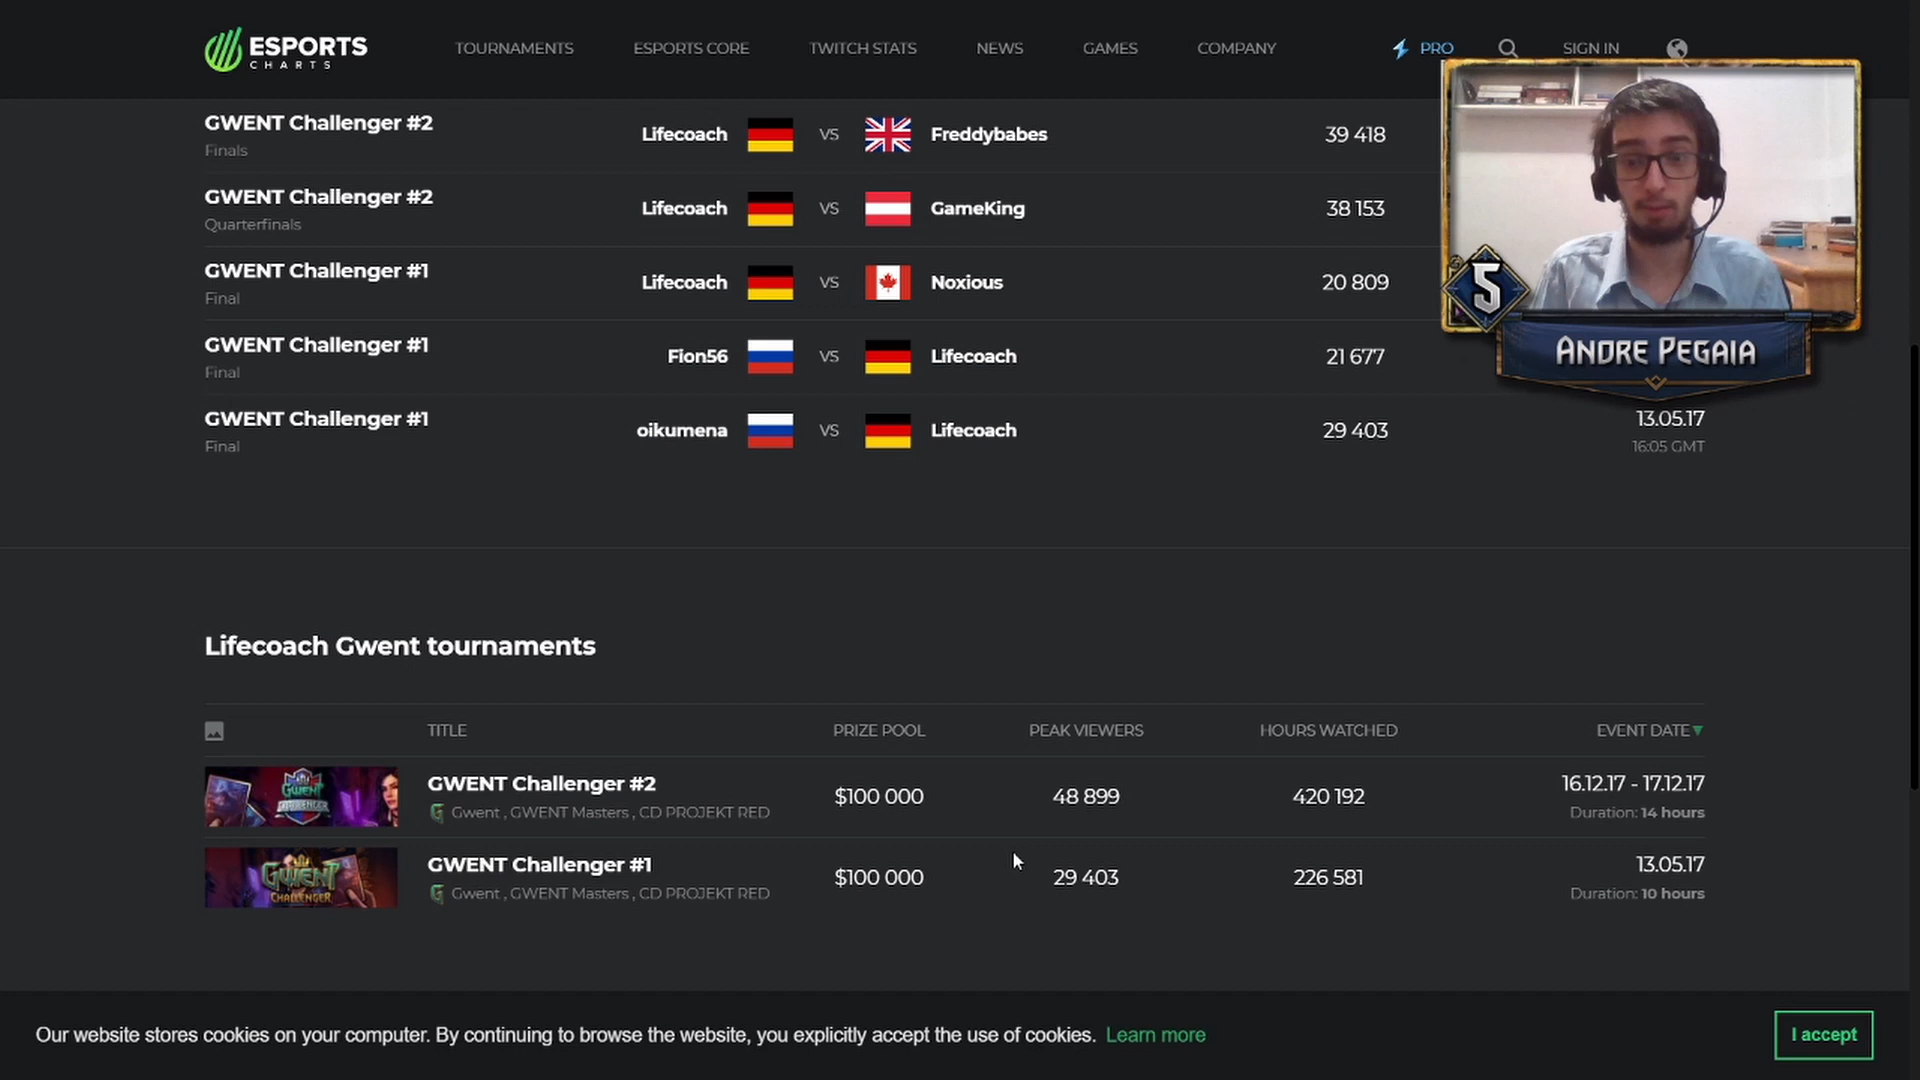 ESPORTS
CHARTS
TOURNAMENTS
ESPORTS CORE
TWITCH STATS
NEWS
GAMES
COMPANY
PRO
SIGN IN
GWENT Challenger #2
Finals
Lifecoach VS Freddybabes
39 418
GWENT Challenger #2
Quarterfinals
Lifecoach VS GameKing
38 153
GWENT Challenger #1
Final
Lifecoach VS Noxious
20 809
GWENT Challenger #1
Final
Fion56 VS Lifecoach
21 677
GWENT Challenger #1
Final
oikumena VS Lifecoach
29 403
13.05.17
16:05 GMT
5
ANDRE PEGAIA
Lifecoach Gwent tournaments
TITLE
PRIZE POOL
PEAK VIEWERS
HOURS WATCHED
EVENT DATE
GWENT CHALLENGER
GWENT Challenger #2
Gwent , GWENT Masters , CD PROJEKT RED
$100 000
48 899
420 192
16.12.17 - 17.12.17
Duration: 14 hours
GWENT CHALLENGER
GWENT Challenger #1
Gwent , GWENT Masters , CD PROJEKT RED
$100 000
29 403
226 581
13.05.17
Duration: 10 hours
Our website stores cookies on your computer. By continuing to browse the website, you explicitly accept the use of cookies. Learn more
I accept